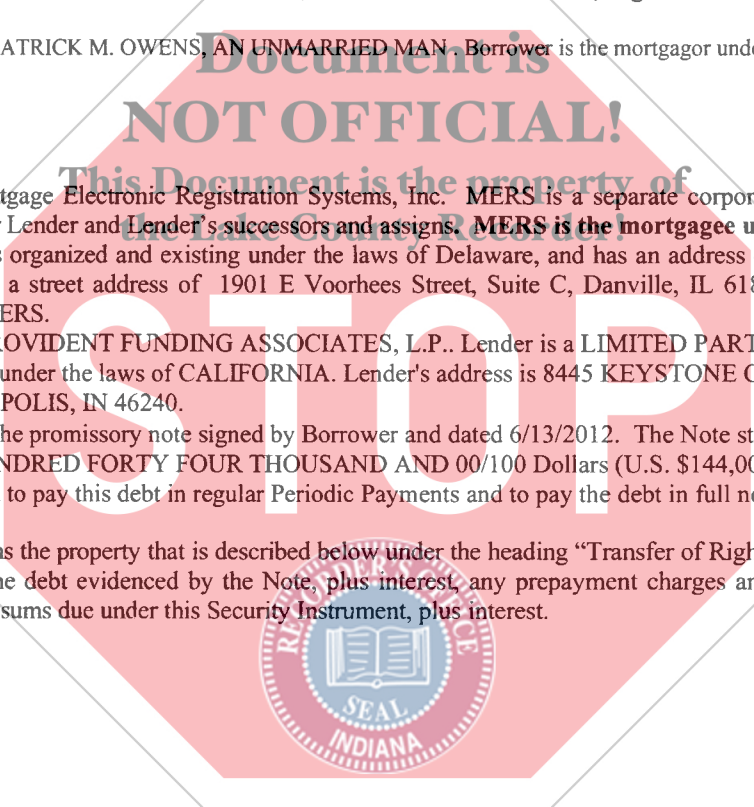 ATRICK M. OWENS, AN UNMARRIED MAN . Borrower is the mortgagor unde
Document is
NOT OFFICIAL!
This Document is the property of
the Lake County Recorder!
tgage Electronic Registration Systems, Inc. MERS is a separate corpor
r Lender and Lender's successors and assigns. MERS is the mortgagee u
s organized and existing under the laws of Delaware, and has an address
a street address of 1901 E Voorhees Street, Suite C, Danville, IL 618
ERS.
ROVIDENT FUNDING ASSOCIATES, L.P.. Lender is a LIMITED PART
under the laws of CALIFORNIA. Lender's address is 8445 KEYSTONE C
POLIS, IN 46240.
STOP
he promissory note signed by Borrower and dated 6/13/2012. The Note st
NDRED FORTY FOUR THOUSAND AND 00/100 Dollars (U.S. $144,00
to pay this debt in regular Periodic Payments and to pay the debt in full n
s the property that is described below under the heading “Transfer of Righ
he debt evidenced by the Note, plus interest, any prepayment charges an
sums due under this Security Instrument, plus interest.
RECORDER'S OFFICE
SEAL
INDIANA